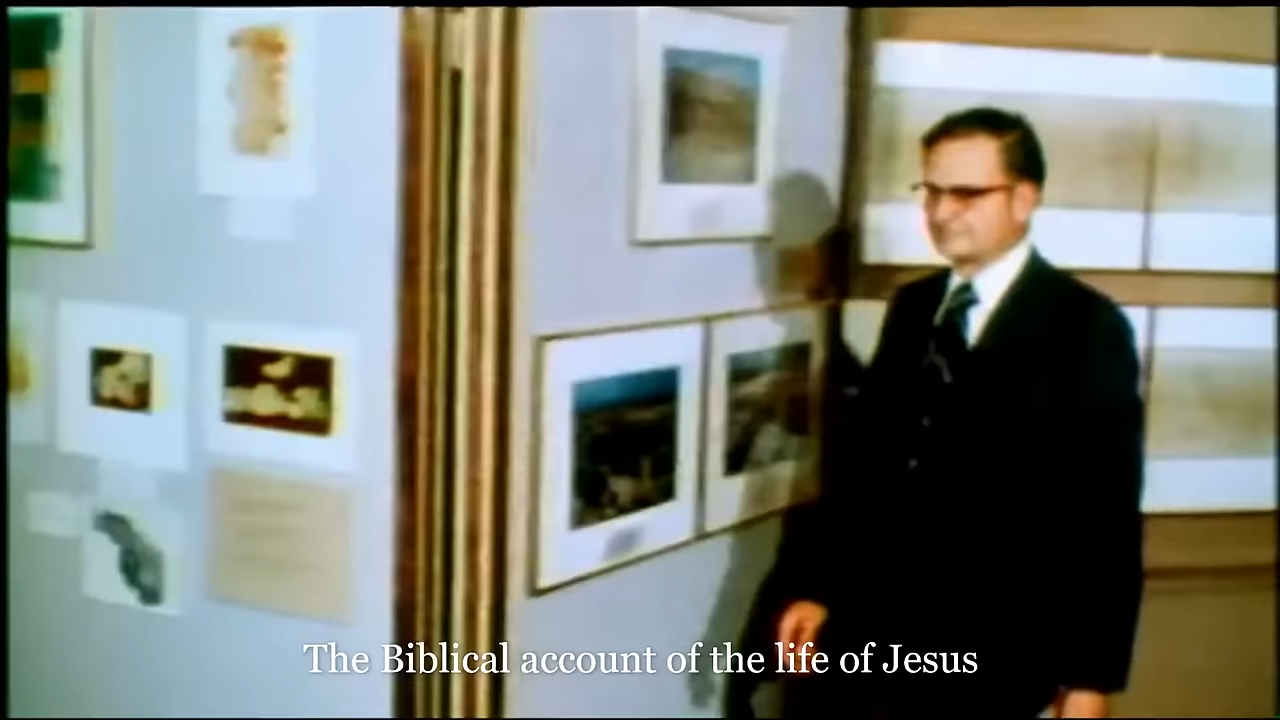 The Biblical account of the life of Jesus